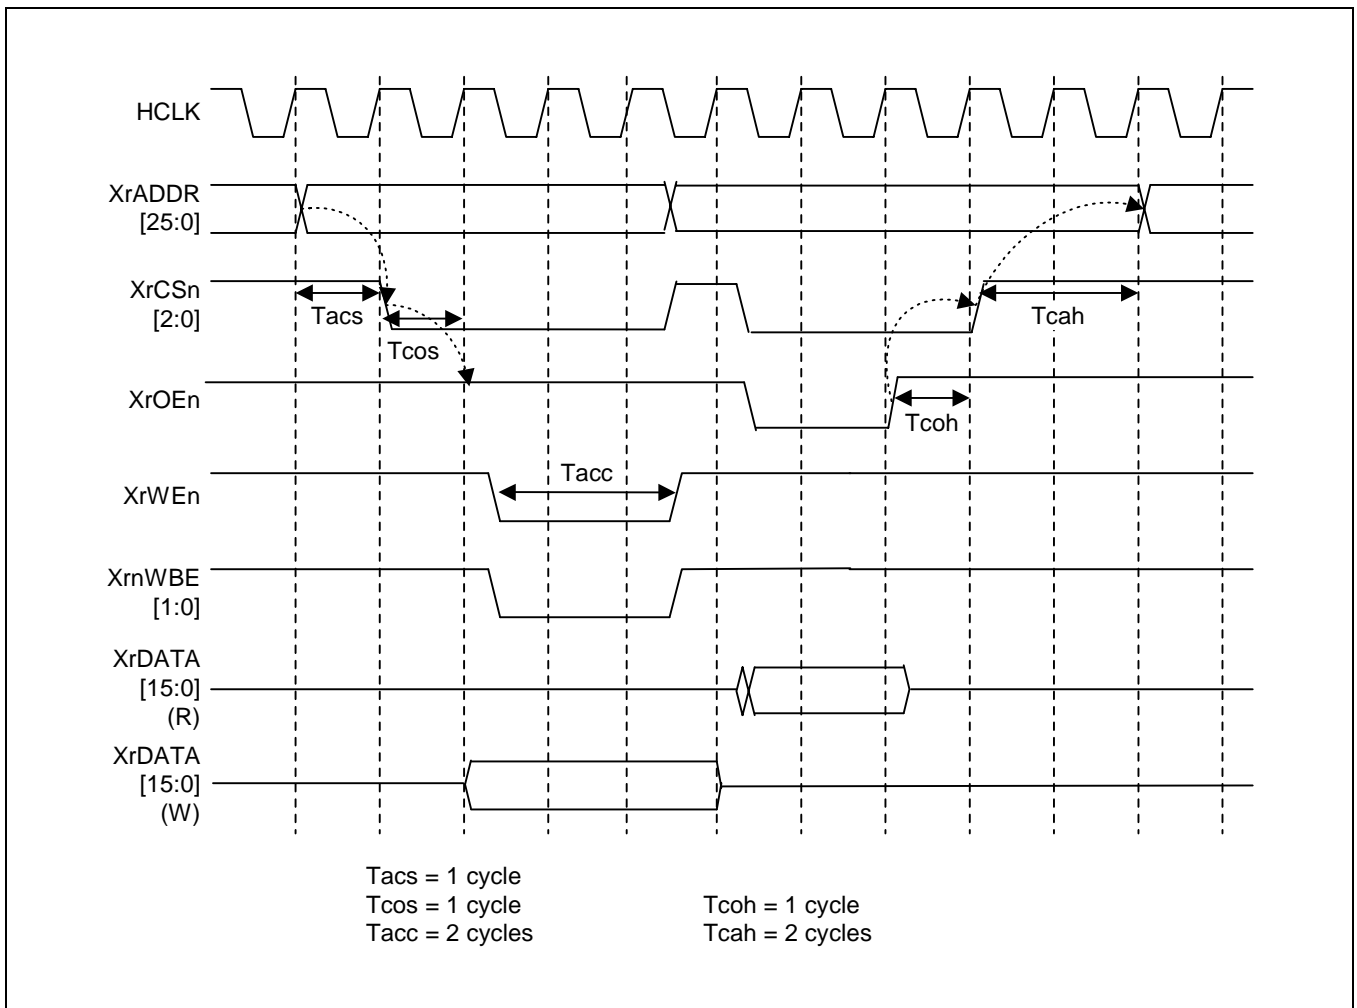 HCLK
XrADDR
[25:0]
XrCSn
[2:0]
Tacs
Tcah
Tcos
XrOEn
Tcoh
XrWEn
Tacc
XrnWBE
[1:0]
XrDATA
[15:0]
(R)
XrDATA
[15:0]
(W)
Tacs = 1 cycle
Tcos = 1 cycle
Tacc = 2 cycles
Tcoh = 1 cycle
Tcah = 2 cycles